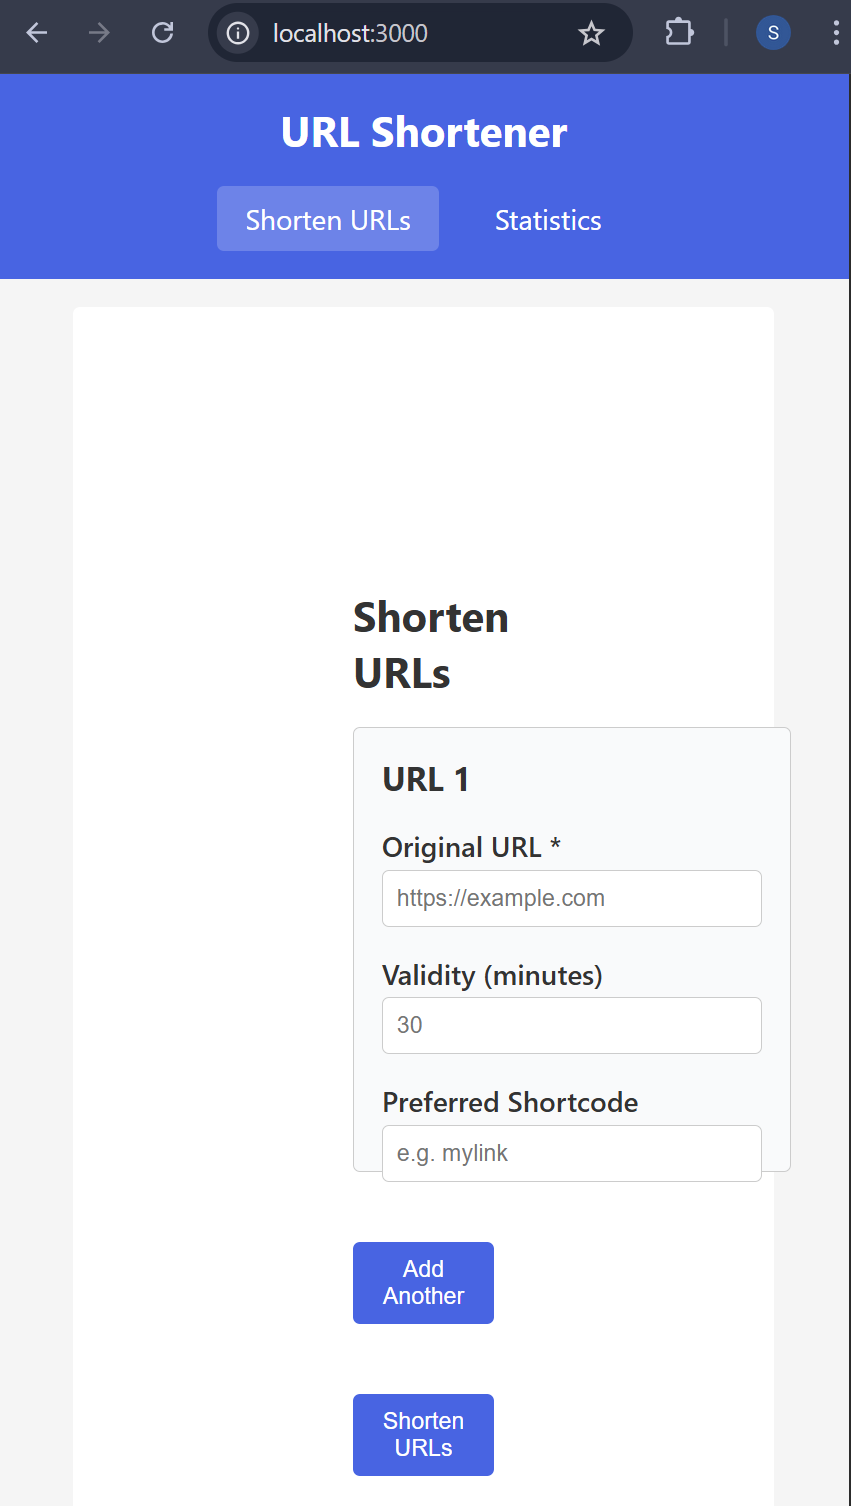 localhost:3000
S
URL Shortener
Shorten URLs
Statistics
Shorten
URLs
URL 1
Original URL *
https://example.com
Validity (minutes)
30
Preferred Shortcode
e.g. mylink
Add
Another
Shorten
URLs